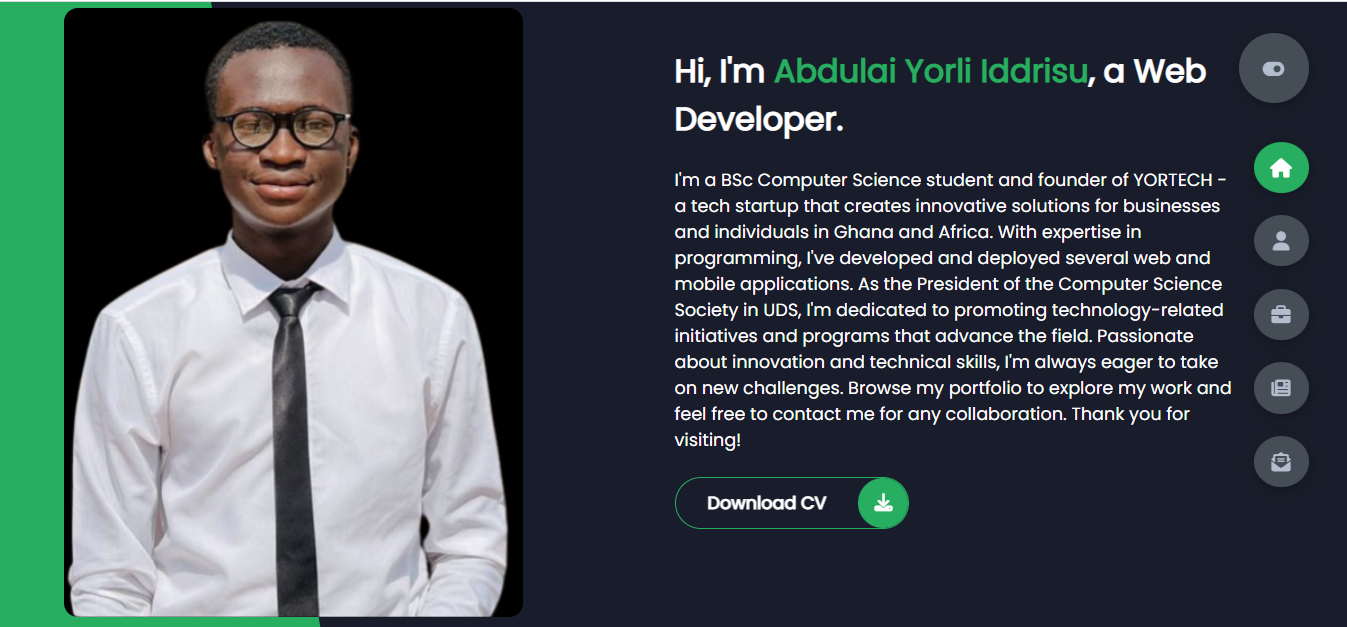 Hi, I'm Abdulai Yorli Iddrisu, a Web
Developer.
I'm a BSc Computer Science student and founder of YORTECH -
a tech startup that creates innovative solutions for businesses
and individuals in Ghana and Africa. With expertise in
programming, I've developed and deployed several web and
mobile applications. As the President of the Computer Science
Society in UDS, I'm dedicated to promoting technology-related
initiatives and programs that advance the field. Passionate
about innovation and technical skills, I'm always eager to take
on new challenges. Browse my portfolio to explore my work and
feel free to contact me for any collaboration. Thank you for
visiting!
Download CV